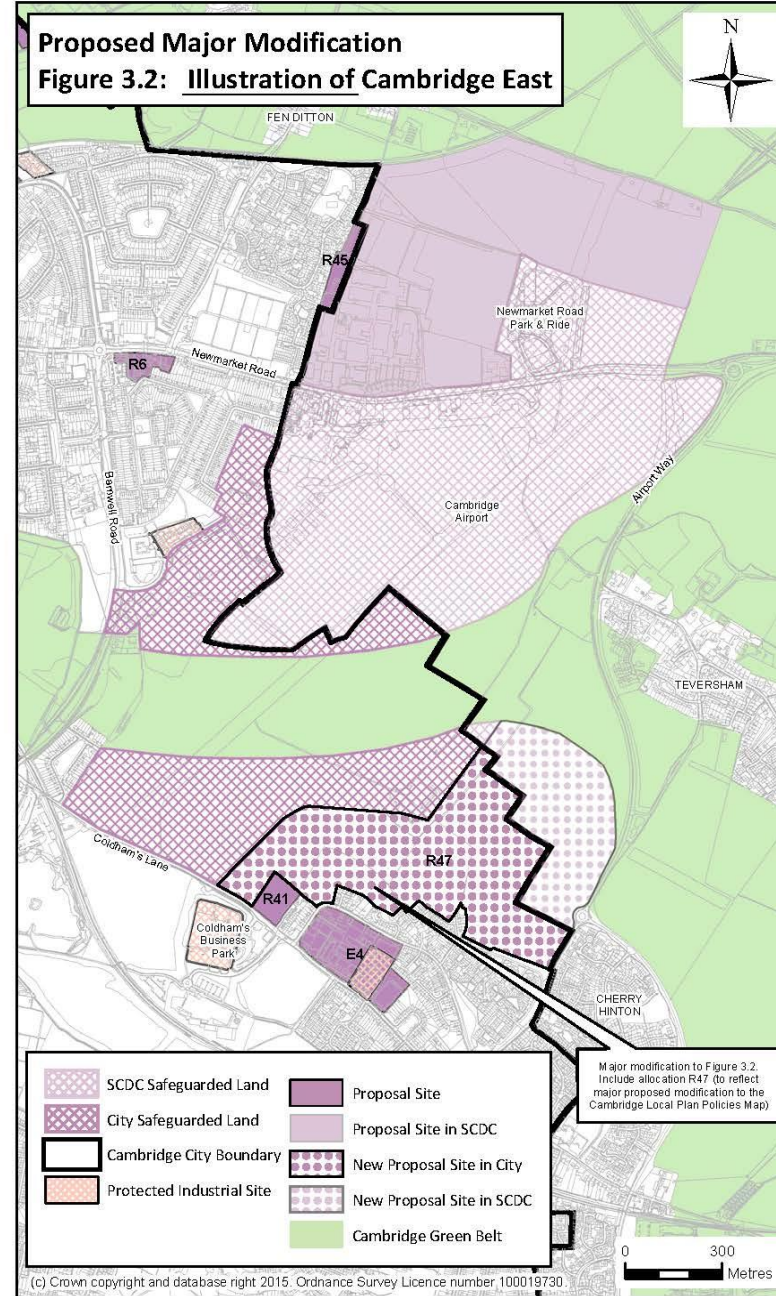 Proposed Major Modification
Figure 3.2: Illustration of Cambridge East
N
FEN DITTON
R45
Newmarket Road
Park & Ride
Newmarket Road
R6
Barnwell Road
Airport Way
Cambridge
Airport
TEVERSHAM
Coldham's Lane
R47
R41
Coldham's
Business
Park
E4
CHERRY
HINTON
Major modification to Figure 3.2.
Include allocation R47 (to reflect
major proposed modification to the
Cambridge Local Plan Policies Map)
SCDC Safeguarded Land
City Safeguarded Land
Cambridge City Boundary
Protected Industrial Site
Proposal Site
Proposal Site in SCDC
New Proposal Site in City
New Proposal Site in SCDC
Cambridge Green Belt
0 300
Metres
(c) Crown copyright and database right 2015. Ordnance Survey Licence number 100019730.